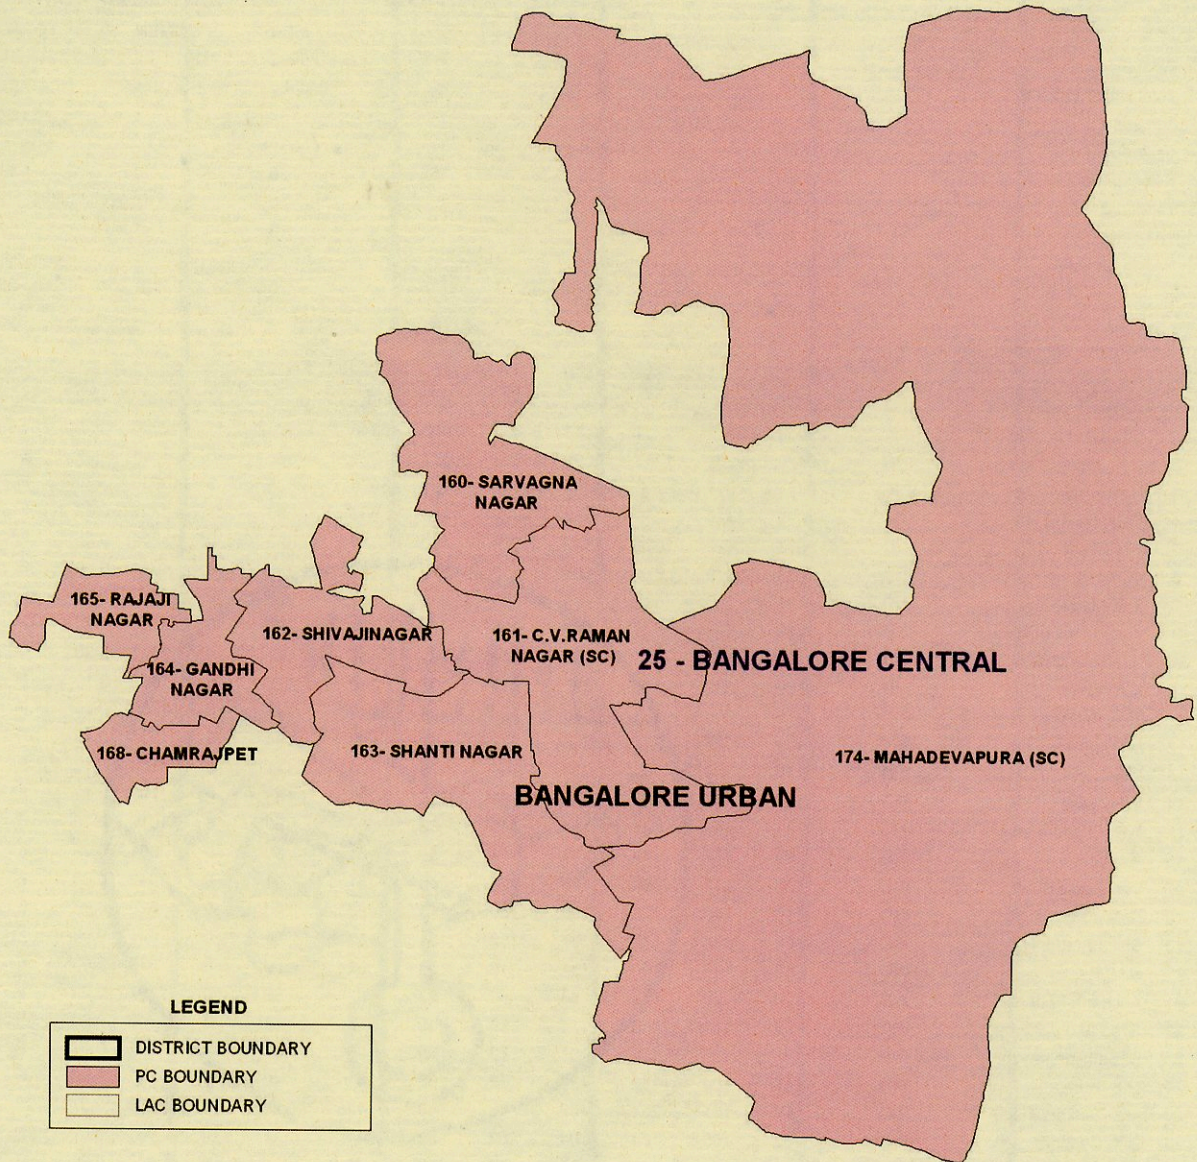 160- SARVAGNA
NAGAR
165- RAJAJI
NAGAR
162- SHIVAJINAGAR
161- C.V.RAMAN
NAGAR (SC)
25 - BANGALORE CENTRAL
164- GANDHI
NAGAR
168- CHAMRAJPET
163- SHANTI NAGAR
174- MAHADEVAPURA (SC)
BANGALORE URBAN
LEGEND
DISTRICT BOUNDARY
PC BOUNDARY
LAC BOUNDARY